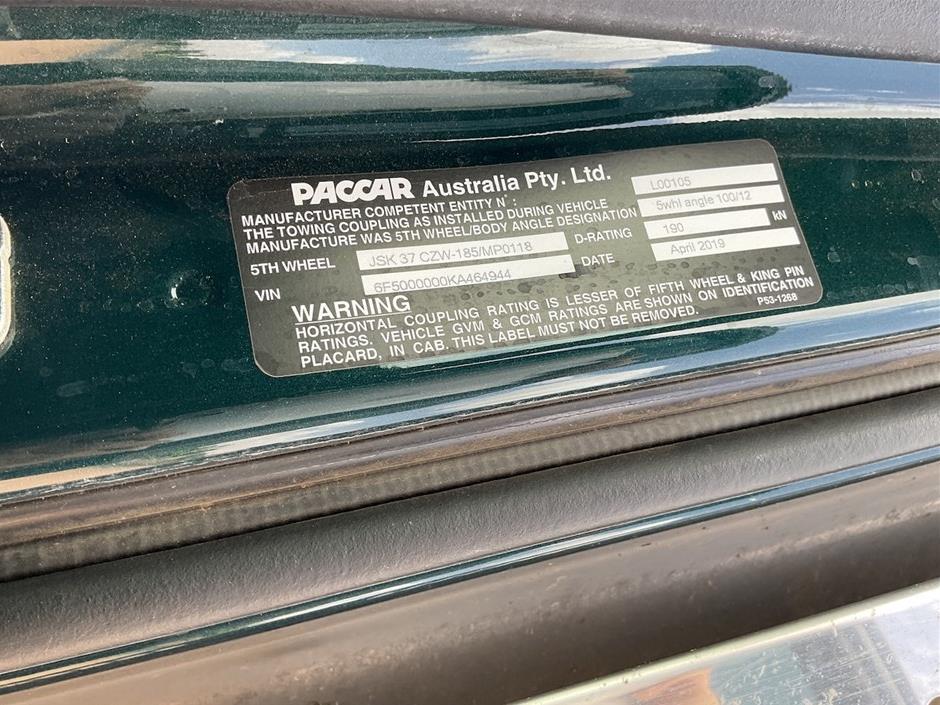 PACCAR Australia Pty. Ltd.
MANUFACTURER COMPETENT ENTITY N°: L00105
THE TOWING COUPLING AS INSTALLED DURING VEHICLE
MANUFACTURE WAS 5TH WHEEL/BODY ANGLE DESIGNATION 5whl angle 100/12
5TH WHEEL JSK 37 CZW-185/MP0118 D-RATING 190 kN
VIN 6F5000000KA464944 DATE April 2019
WARNING
HORIZONTAL COUPLING RATING IS LESSER OF FIFTH WHEEL & KING PIN
RATINGS. VEHICLE GVM & GCM RATINGS ARE SHOWN ON IDENTIFICATION
PLACARD, IN CAB. THIS LABEL MUST NOT BE REMOVED. P53-1268